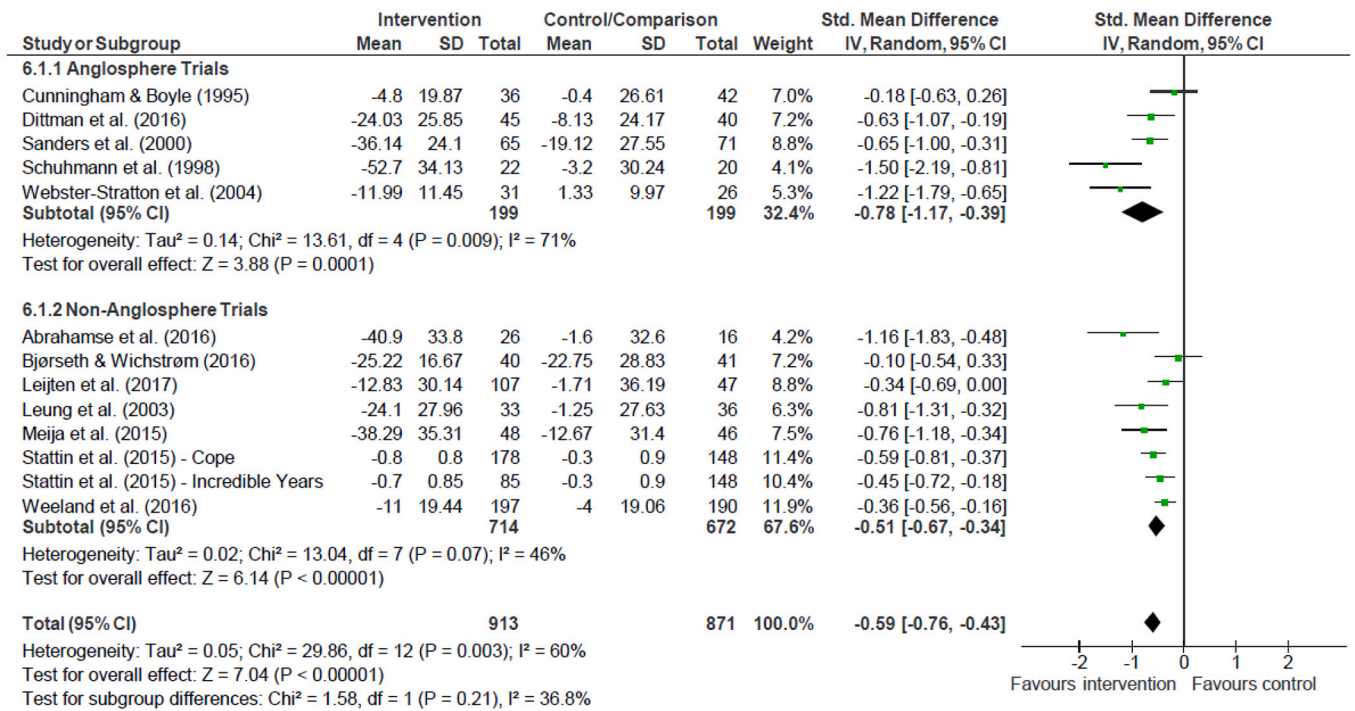 Intervention Control/Comparison Std. Mean Difference Std. Mean Difference
Study or Subgroup Mean SD Total Mean SD Total Weight IV, Random, 95% CI IV, Random, 95% CI
6.1.1 Anglosphere Trials
Cunningham & Boyle (1995) -4.8 19.87 36 -0.4 26.61 42 7.0% -0.18 [-0.63, 0.26]
Dittman et al. (2016) -24.03 25.85 45 -8.13 24.17 40 7.2% -0.63 [-1.07, -0.19]
Sanders et al. (2000) -36.14 24.1 65 -19.12 27.55 71 8.8% -0.65 [-1.00, -0.31]
Schuhmann et al. (1998) -52.7 34.13 22 -3.2 30.24 20 4.1% -1.50 [-2.19, -0.81]
Webster-Stratton et al. (2004) -11.99 11.45 31 1.33 9.97 26 5.3% -1.22 [-1.79, -0.65]
Subtotal (95% CI) 199 199 32.4% -0.78 [-1.17, -0.39]
Heterogeneity: Tau² = 0.14; Chi² = 13.61, df = 4 (P = 0.009); I² = 71%
Test for overall effect: Z = 3.88 (P = 0.0001)
6.1.2 Non-Anglosphere Trials
Abrahamse et al. (2016) -40.9 33.8 26 -1.6 32.6 16 4.2% -1.16 [-1.83, -0.48]
Bjørseth & Wichstrøm (2016) -25.22 16.67 40 -22.75 28.83 41 7.2% -0.10 [-0.54, 0.33]
Leijten et al. (2017) -12.83 30.14 107 -1.71 36.19 47 8.8% -0.34 [-0.69, 0.00]
Leung et al. (2003) -24.1 27.96 33 -1.25 27.63 36 6.3% -0.81 [-1.31, -0.32]
Meija et al. (2015) -38.29 35.31 48 -12.67 31.4 46 7.5% -0.76 [-1.18, -0.34]
Stattin et al. (2015) - Cope -0.8 0.8 178 -0.3 0.9 148 11.4% -0.59 [-0.81, -0.37]
Stattin et al. (2015) - Incredible Years -0.7 0.85 85 -0.3 0.9 148 10.4% -0.45 [-0.72, -0.18]
Weeland et al. (2016) -11 19.44 197 -4 19.06 190 11.9% -0.36 [-0.56, -0.16]
Subtotal (95% CI) 714 672 67.6% -0.51 [-0.67, -0.34]
Heterogeneity: Tau² = 0.02; Chi² = 13.04, df = 7 (P = 0.07); I² = 46%
Test for overall effect: Z = 6.14 (P < 0.00001)
Total (95% CI) 913 871 100.0% -0.59 [-0.76, -0.43]
Heterogeneity: Tau² = 0.05; Chi² = 29.86, df = 12 (P = 0.003); I² = 60%
Test for overall effect: Z = 7.04 (P < 0.00001)
Test for subgroup differences: Chi² = 1.58, df = 1 (P = 0.21), I² = 36.8%
-2 -1 0 1 2
Favours intervention Favours control